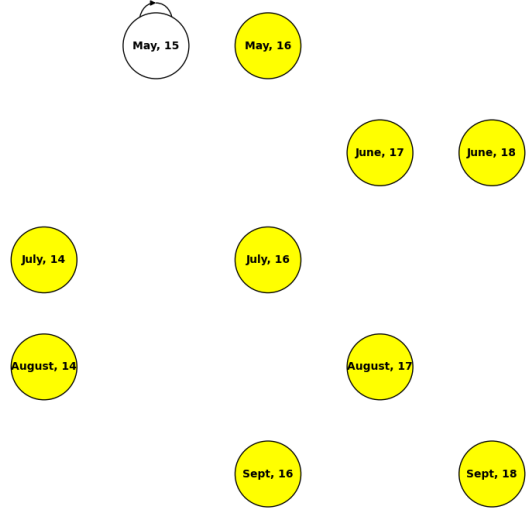 May, 15
May, 16
June, 17
June, 18
July, 14
July, 16
August, 14
August, 17
Sept, 16
Sept, 18